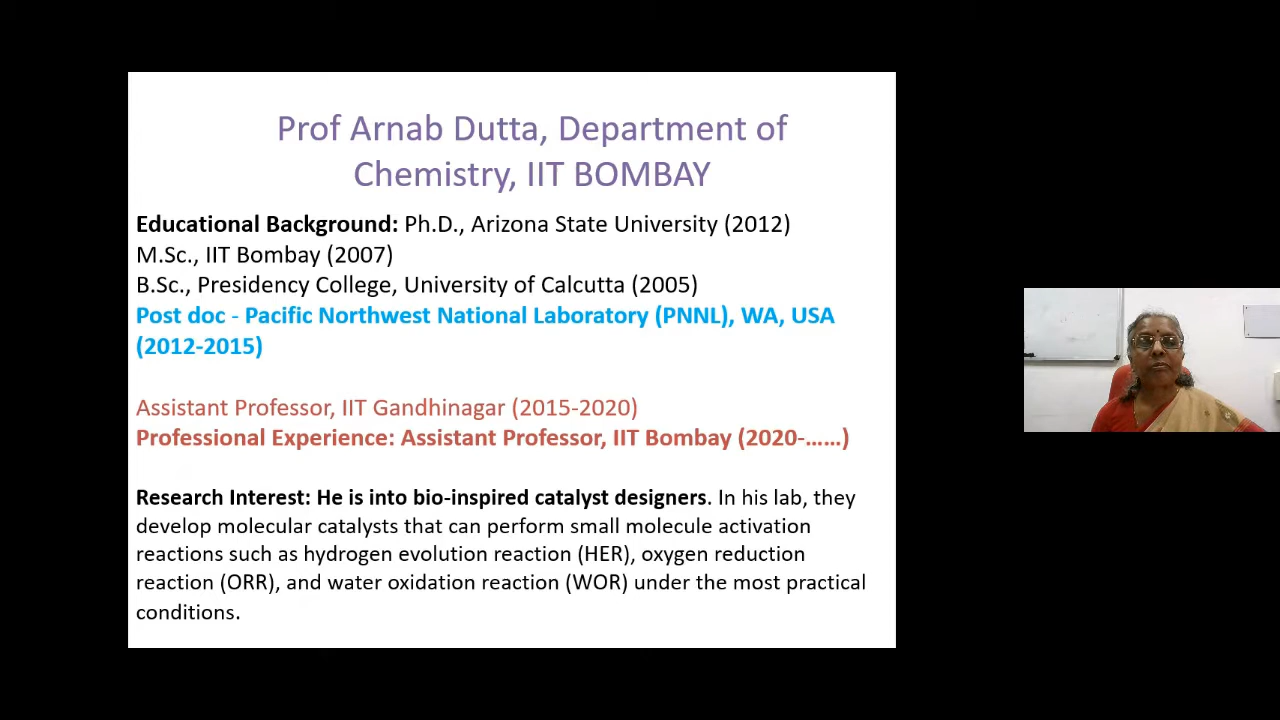 Prof Arnab Dutta, Department of
Chemistry, IIT BOMBAY
Educational Background: Ph.D., Arizona State University (2012)
M.Sc., IIT Bombay (2007)
B.Sc., Presidency College, University of Calcutta (2005)
Post doc - Pacific Northwest National Laboratory (PNNL), WA, USA
(2012-2015)
Assistant Professor, IIT Gandhinagar (2015-2020)
Professional Experience: Assistant Professor, IIT Bombay (2020-……)
Research Interest: He is into bio-inspired catalyst designers. In his lab, they
develop molecular catalysts that can perform small molecule activation
reactions such as hydrogen evolution reaction (HER), oxygen reduction
reaction (ORR), and water oxidation reaction (WOR) under the most practical
conditions.